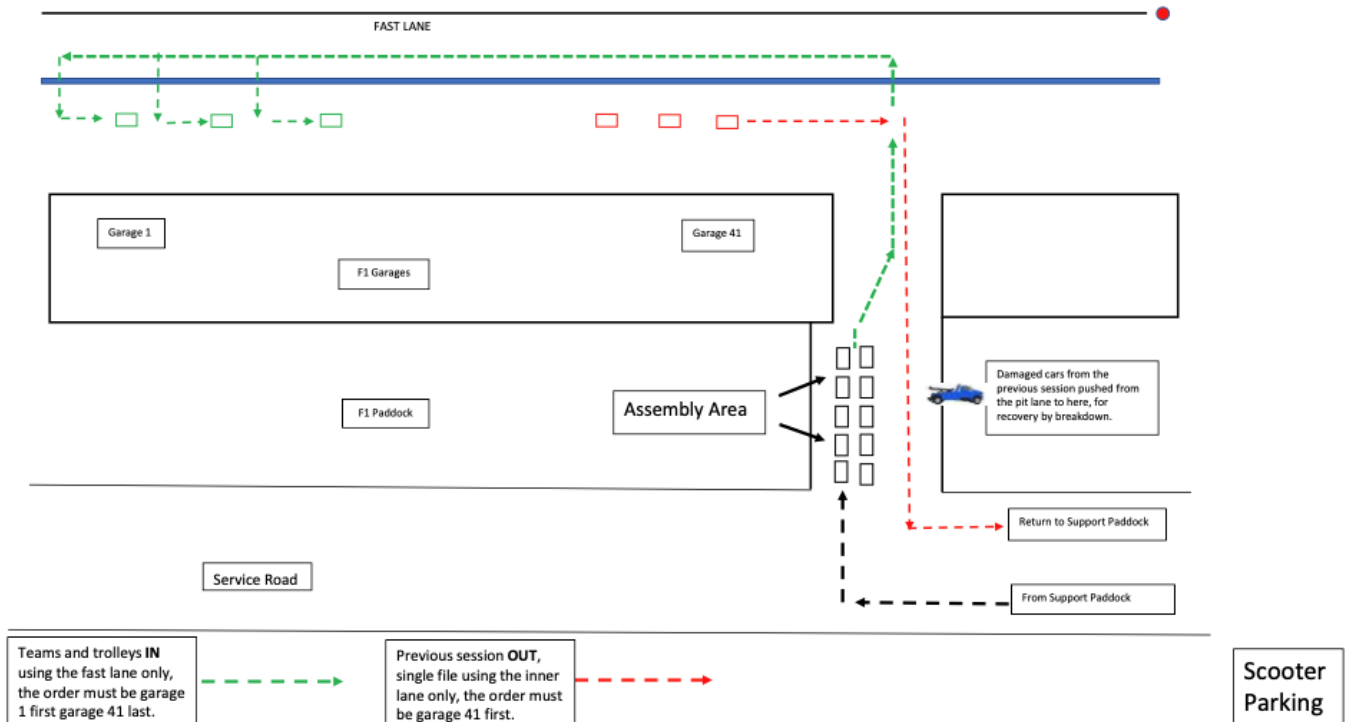 FAST LANE
Garage 1
Garage 41
F1 Garages
Damaged cars from the
previous session pushed from
the pit lane to here, for
recovery by breakdown.
Assembly Area
F1 Paddock
Return to Support Paddock
Service Road
From Support Paddock
Teams and trolleys IN
using the fast lane only,
the order must be garage
1 first garage 41 last.
Previous session OUT,
single file using the inner
lane only, the order must
be garage 41 first.
Scooter
Parking